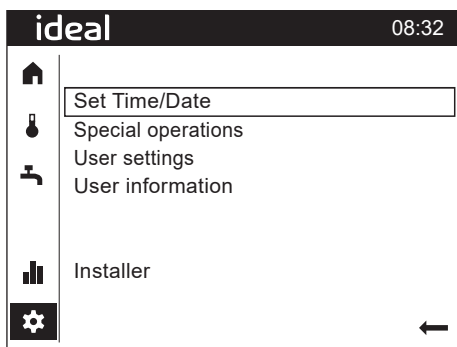 ideal 08:32
Set Time/Date
Special operations
User settings
User information
Installer